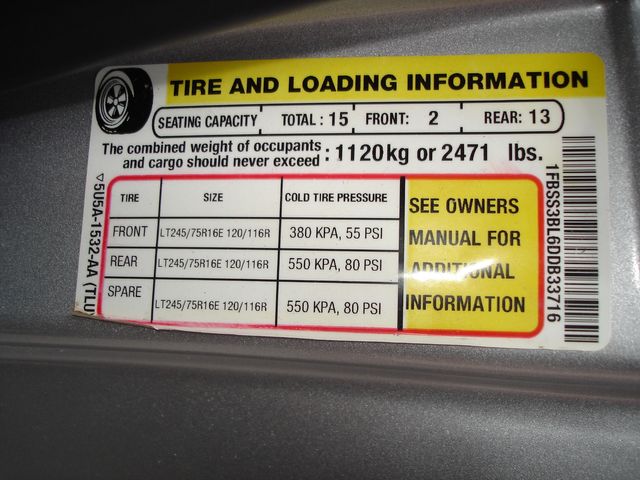 TIRE AND LOADING INFORMATION
SEATING CAPACITY TOTAL : 15 FRONT: 2 REAR: 13
The combined weight of occupants
and cargo should never exceed : 1120kg or 2471 lbs.
TIRE SIZE COLD TIRE PRESSURE
FRONT LT245/75R16E 120/116R 380 KPA, 55 PSI
REAR LT245/75R16E 120/116R 550 KPA, 80 PSI
SPARE LT245/75R16E 120/116R 550 KPA, 80 PSI
SEE OWNERS
MANUAL FOR
ADDITIONAL
INFORMATION
5U5A-1532-AA (TLU
1FBSS3BL6DDB33716